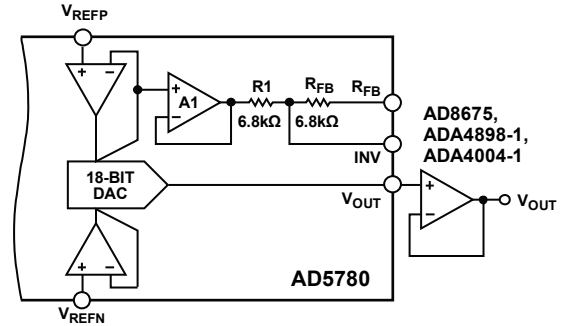 VREFP
R1
RFB
RFB
A1
6.8kΩ
6.8kΩ
INV
AD8675,
ADA4898-1,
ADA4004-1
18-BIT
DAC
VOUT
VOUT
AD5780
VREFN
+
−
+
−
+
−
+
−